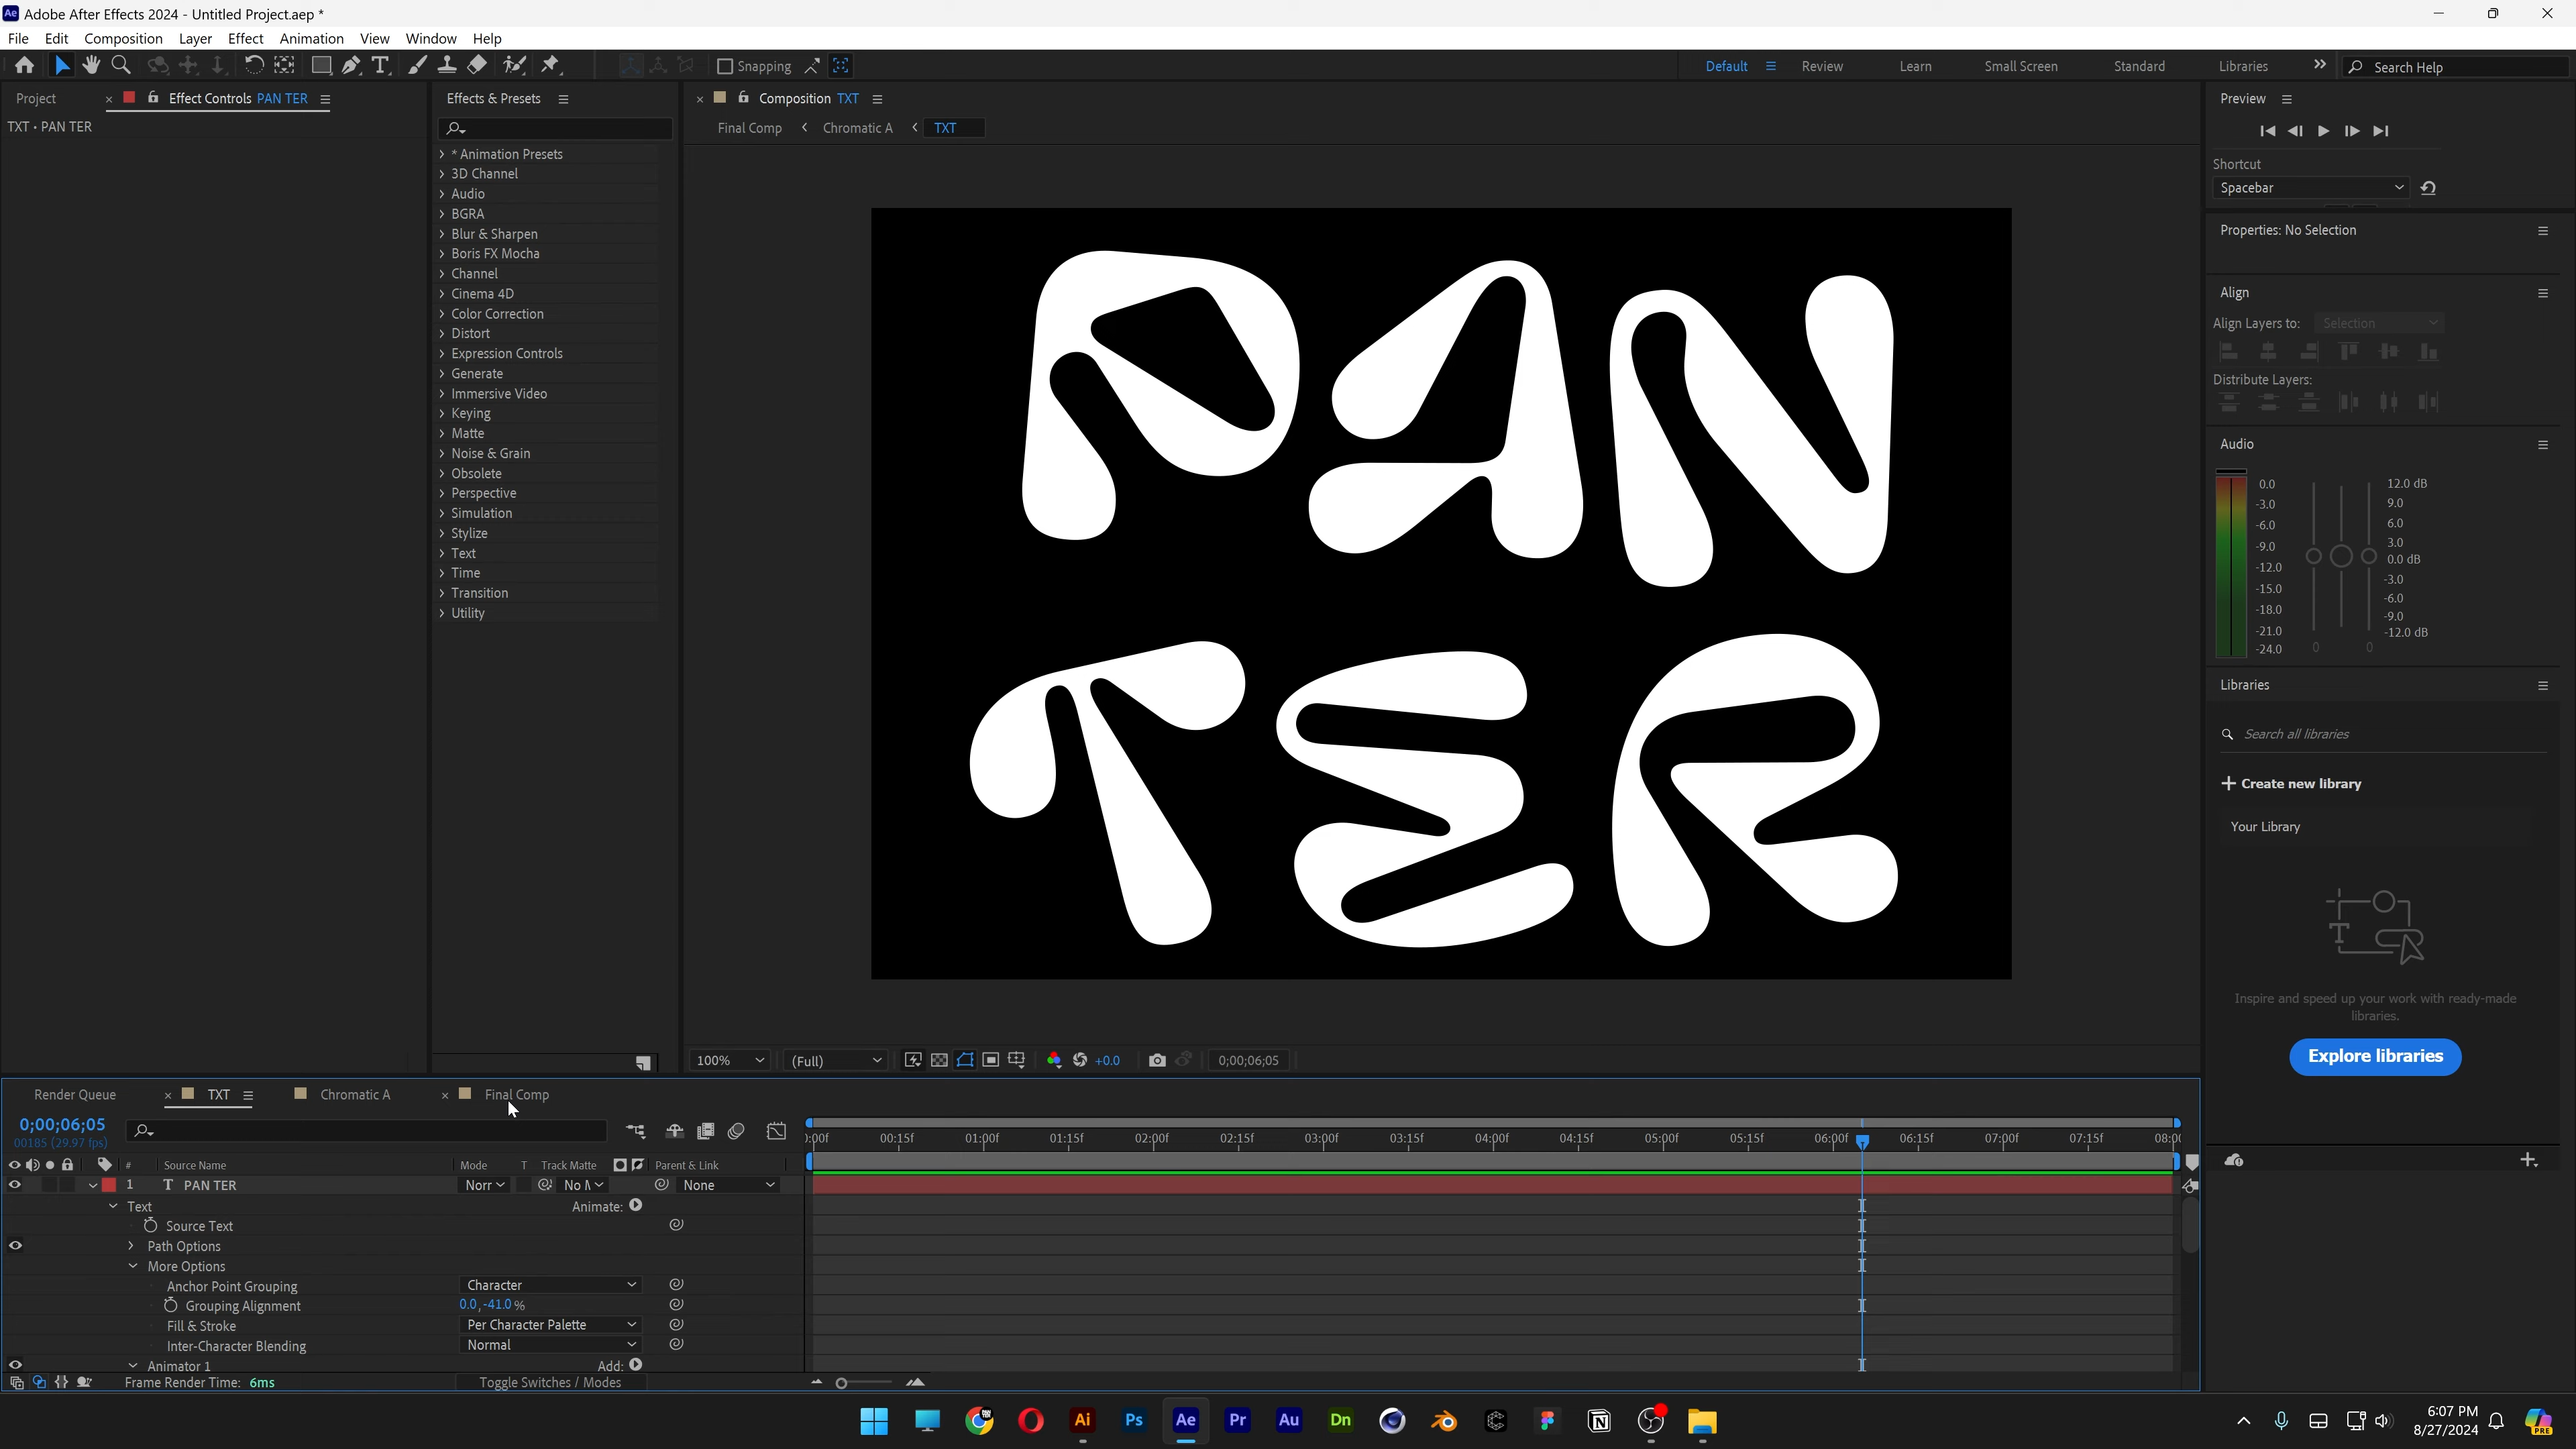 Ae Adobe After Effects 2024 - Untitled Project.aep *
File Edit Composition Layer Effect Animation View Window Help
Snapping
Default Review Learn Small Screen Standard Libraries Search Help
Project
Effect Controls PAN TER
TXT • PAN TER
Effects & Presets
* Animation Presets
3D Channel
Audio
BGRA
Blur & Sharpen
Boris FX Mocha
Channel
Cinema 4D
Color Correction
Distort
Expression Controls
Generate
Immersive Video
Keying
Matte
Noise & Grain
Obsolete
Perspective
Simulation
Stylize
Text
Time
Transition
Utility
Composition TXT
Final Comp Chromatic A TXT
PAN
TER
100% (Full) +0.0 0;00;06;05
Preview
Shortcut
Spacebar
Properties: No Selection
Align
Align Layers to: Selection
Distribute Layers:
Audio
0.0
-3.0
-6.0
-9.0
-12.0
-15.0
-18.0
-21.0
-24.0
12.0 dB
9.0
6.0
3.0
0.0 dB
-3.0
-6.0
-9.0
-12.0 dB
0 0
Libraries
Search all libraries
Create new library
Your Library
Inspire and speed up your work with ready-made
libraries.
Explore libraries
Render Queue TXT Chromatic A Final Comp
0;00;06;05
00185 (29.97 fps)
:00f 00:15f 01:00f 01:15f 02:00f 02:15f 03:00f 03:15f 04:00f 04:15f 05:00f 05:15f 06:00f 06:15f 07:00f 07:15f 08:0
# Source Name Mode T Track Matte Parent & Link
1 T PAN TER Norr No M None
Text Animate:
Source Text
Path Options
More Options
Anchor Point Grouping Character
Grouping Alignment 0.0,-41.0%
Fill & Stroke Per Character Palette
Inter-Character Blending Normal
Animator 1 Add:
Frame Render Time: 6ms Toggle Switches / Modes
Ai Ps Ae Pr Au Dn
6:07 PM
8/27/2024
PRE